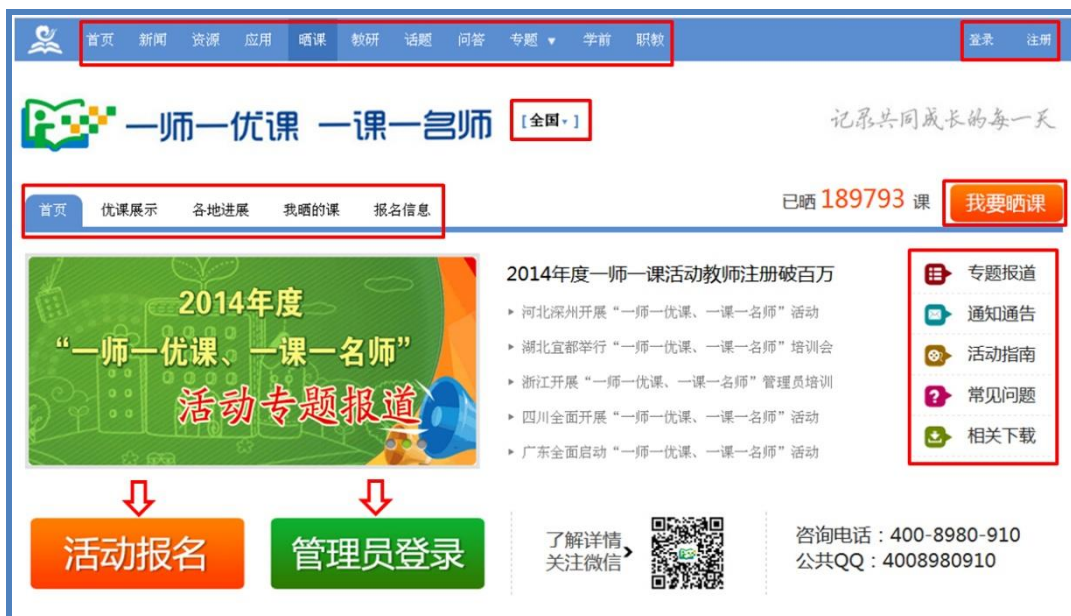 首页 新闻 资源 应用 晒课 教研 话题 问答 专题 ▼ 学前 职教 登录 注册
一师一优课 一课一名师 [全国▾]
记录共同成长的每一天
首页 优课展示 各地进展 我晒的课 报名信息
已晒 189793 课 我要晒课
2014年度
“一师一优课、一课一名师”
活动专题报道
2014年度一师一课活动教师注册破百万
河北深州开展“一师一优课、一课一名师”活动
湖北宜都举行“一师一优课、一课一名师”培训会
浙江开展“一师一优课、一课一名师”管理员培训
四川全面开展“一师一优课、一课一名师”活动
广东全面启动“一师一优课、一课一名师”活动
专题报道
通知通告
活动指南
常见问题
相关下载
活动报名
管理员登录
了解详情
关注微信
咨询电话：400-8980-910
公共QQ：4008980910